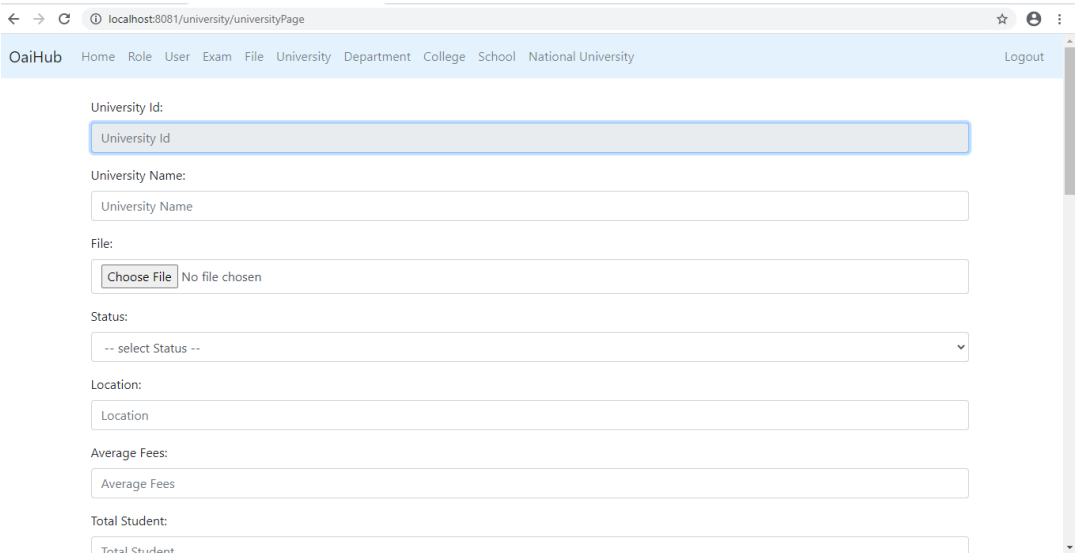 localhost:8081/university/universityPage
OaiHub Home Role User Exam File University Department College School National University Logout
University Id:
University Id
University Name:
University Name
File:
Choose File No file chosen
Status:
-- select Status --
Location:
Location
Average Fees:
Average Fees
Total Student:
Total Student